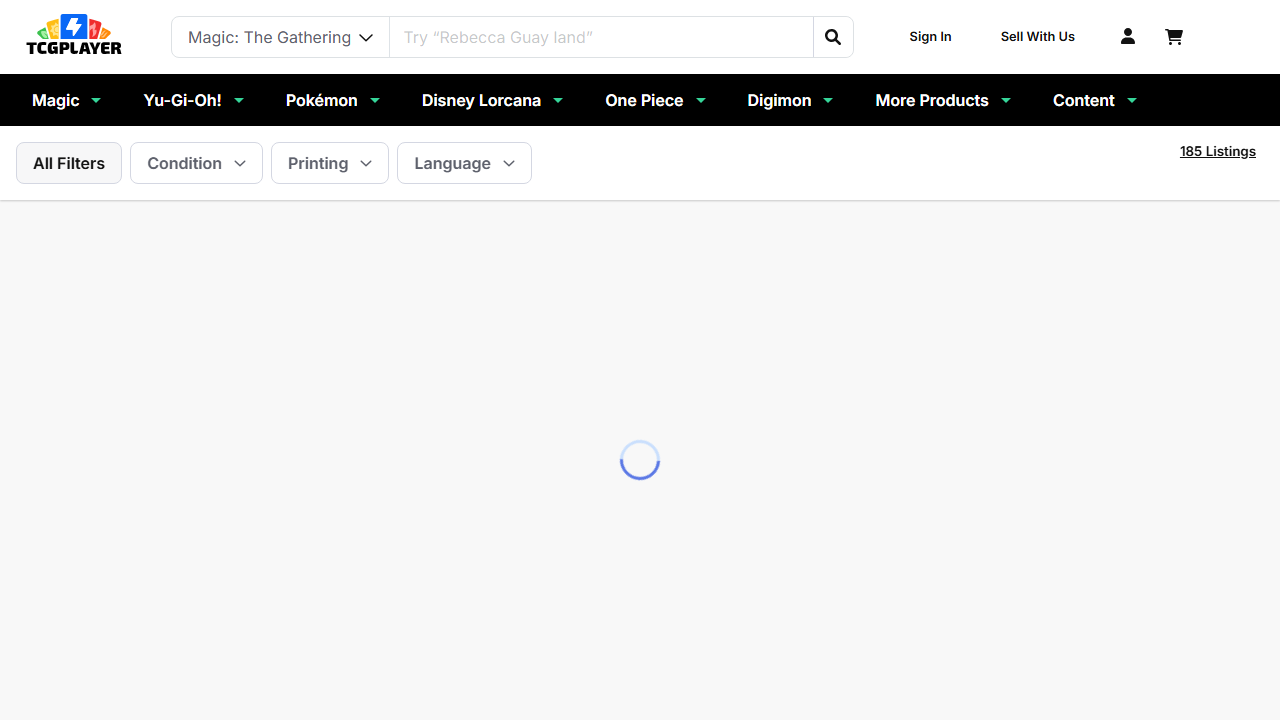 TCGPLAYER
Magic: The Gathering
Try “Rebecca Guay land”
Sign In
Sell With Us
Magic
Yu-Gi-Oh!
Pokémon
Disney Lorcana
One Piece
Digimon
More Products
Content
All Filters
Condition
Printing
Language
185 Listings